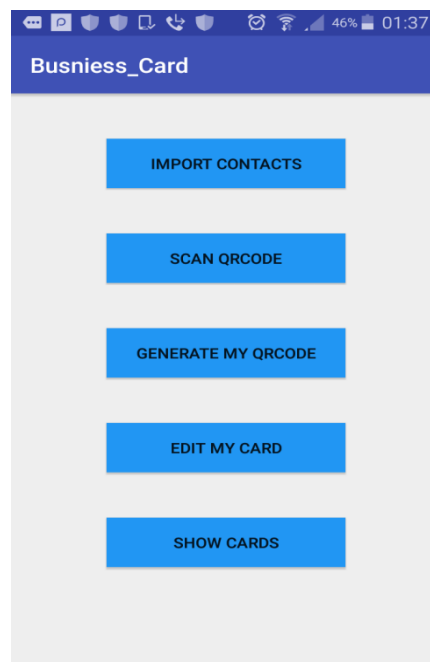 46% 01:37
Busniess_Card
IMPORT CONTACTS
SCAN QRCODE
GENERATE MY QRCODE
EDIT MY CARD
SHOW CARDS